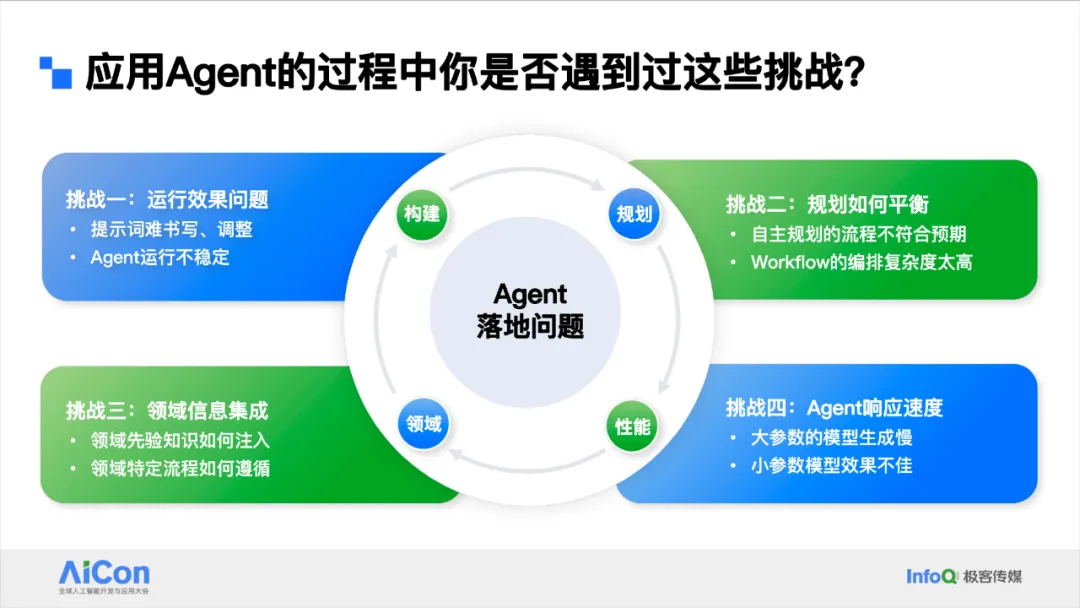 应用Agent的过程中你是否遇到过这些挑战?
挑战一：运行效果问题
• 提示词难书写、调整
• Agent运行不稳定
构建
规划
挑战二：规划如何平衡
• 自主规划的流程不符合预期
• Workflow的编排复杂度太高
Agent
落地问题
挑战三：领域信息集成
• 领域先验知识如何注入
• 领域特定流程如何遵循
领域
性能
挑战四：Agent响应速度
• 大参数的模型生成慢
• 小参数模型效果不佳
AiCon
全球人工智能开发与应用大会
InfoQ 极客传媒